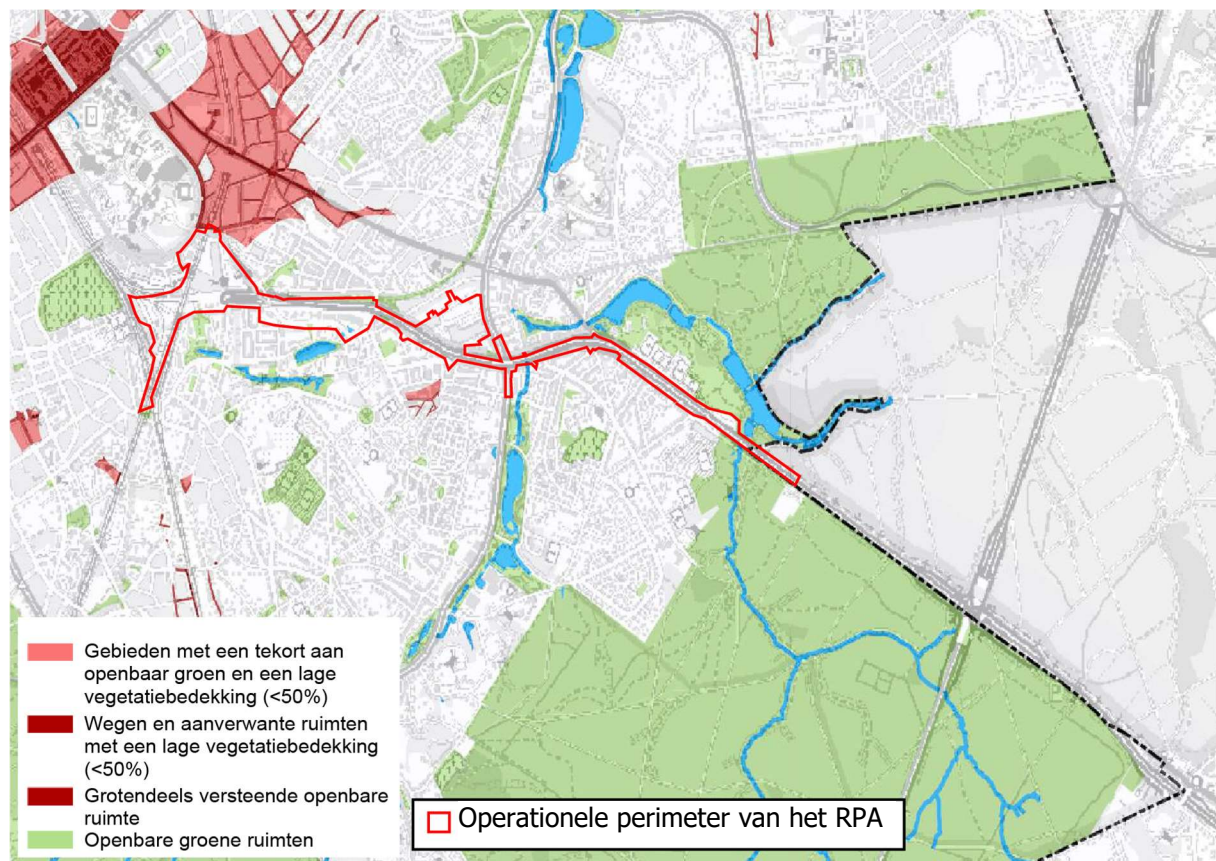 Gebieden met een tekort aan
openbaar groen en een lage
vegetatiebedekking (<50%)
Wegen en aanverwante ruimten
met een lage vegetatiebedekking
(<50%)
Grotendeels versteende openbare
ruimte
Openbare groene ruimten
Operationele perimeter van het RPA